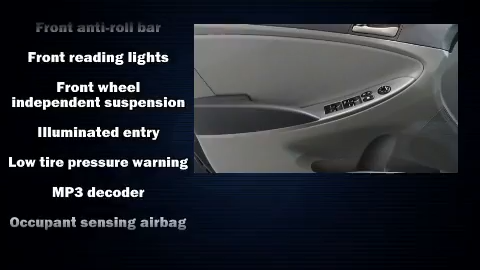 Front anti-roll bar
Front reading lights
Front wheel
independent suspension
Illuminated entry
Low tire pressure warning
MP3 decoder
Occupant sensing airbag